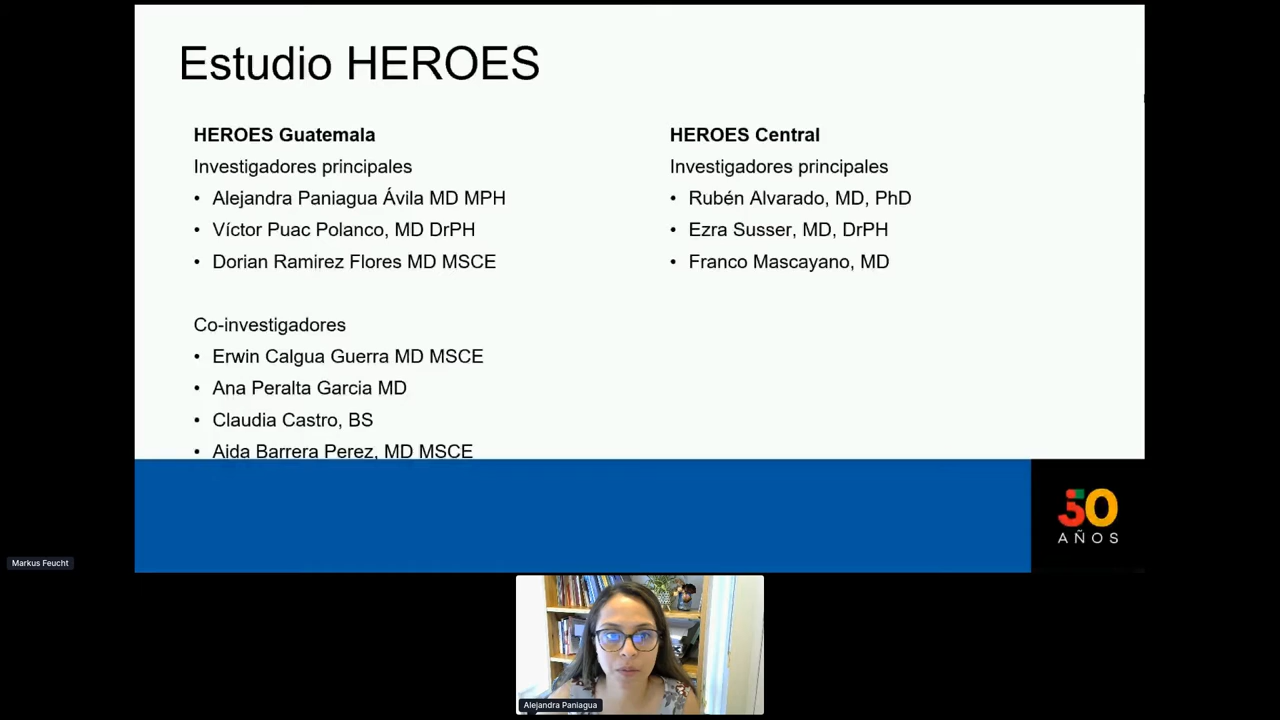 Estudio HEROES
HEROES Guatemala
Investigadores principales
• Alejandra Paniagua Ávila MD MPH
• Víctor Puac Polanco, MD DrPH
• Dorian Ramirez Flores MD MSCE
Co-investigadores
• Erwin Calgua Guerra MD MSCE
• Ana Peralta Garcia MD
• Claudia Castro, BS
• Aida Barrera Perez, MD MSCE
HEROES Central
Investigadores principales
• Rubén Alvarado, MD, PhD
• Ezra Susser, MD, DrPH
• Franco Mascayano, MD
50
AÑOS
Markus Feucht
Alejandra Paniagua